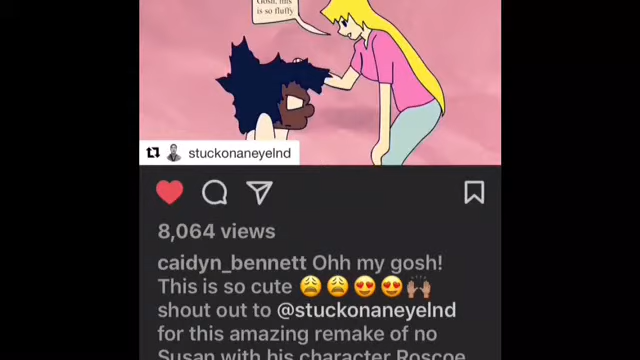 Gosh, this
is so fluffy
stuckonaneyelnd
8,064 views
caidyn_bennett Ohh my gosh!
This is so cute 😩😩😍😍🙌🏽
shout out to @stuckonaneyelnd
for this amazing remake of no
Susan with his character Roscoe